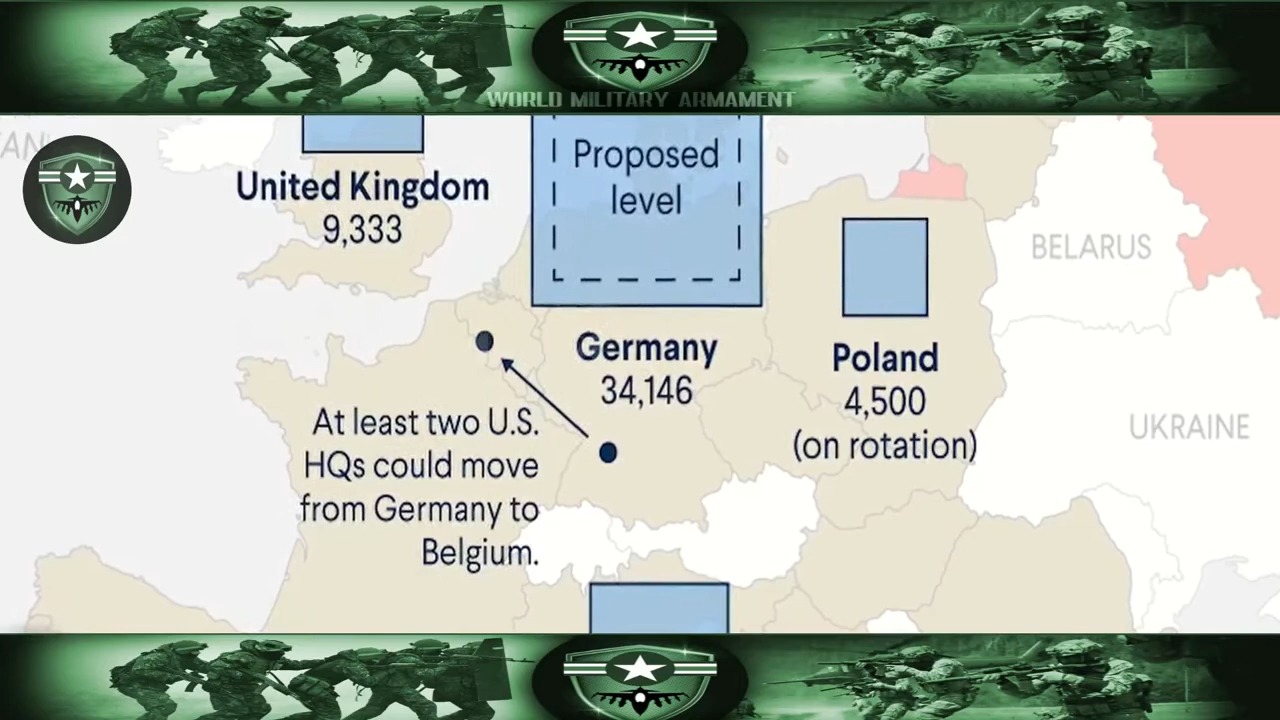 WORLD MILITARY ARMAMENT
Proposed
level
United Kingdom
9,333
BELARUS
Germany
34,146
Poland
4,500
(on rotation)
UKRAINE
At least two U.S.
HQs could move
from Germany to
Belgium.